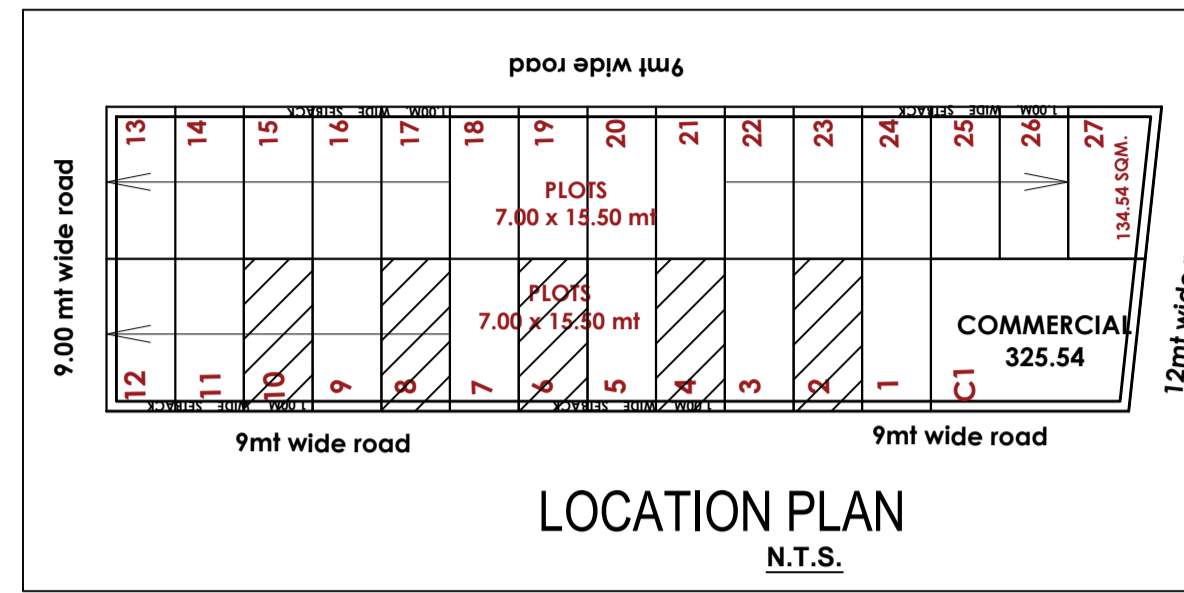 9mt wide road
1.00M. WIDE SETBACK
1.00M. WIDE SETBACK
13
14
15
16
17
18
19
20
21
22
23
24
25
26
27
134.54 SQM.
PLOTS
7.00 x 15.50 mt
9.00 mt wide road
PLOTS
7.00 x 15.50 mt
COMMERCIAL
325.54
12mt wide
12
11
10
9
8
7
6
5
4
3
2
1
C1
1.00M. WIDE SETBACK
1.00M. WIDE SETBACK
9mt wide road
9mt wide road
LOCATION PLAN
N.T.S.